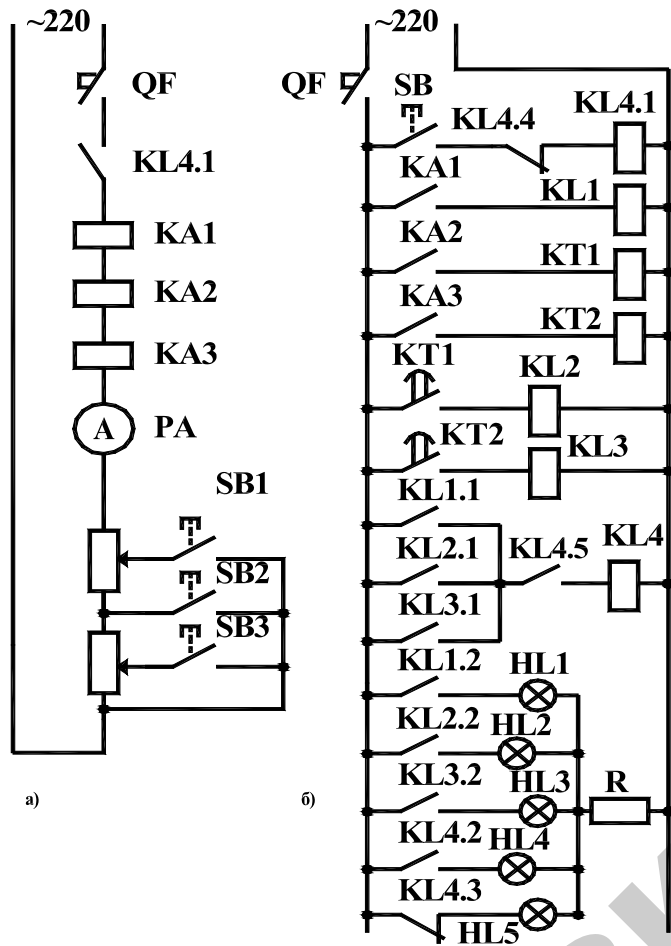 ~220
QF
KL4.1
KA1
KA2
KA3
A
PA
SB1
SB2
SB3
а)
~220
QF
SB
KL4.4
KL4.1
KA1
KL1
KA2
KT1
KA3
KT2
KT1
KL2
KT2
KL3
KL1.1
KL2.1
KL4.5
KL4
KL3.1
KL1.2
HL1
KL2.2
HL2
KL3.2
HL3
R
KL4.2
HL4
KL4.3
HL5
б)